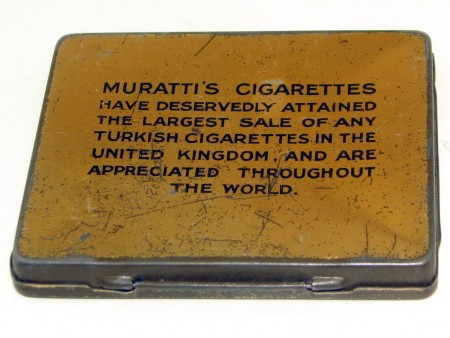 MURATTI'S CIGARETTES
HAVE DESERVEDLY ATTAINED
THE LARGEST SALE OF ANY
TURKISH CIGARETTES IN THE
UNITED KINGDOM AND ARE
APPRECIATED THROUGHOUT
THE WORLD.